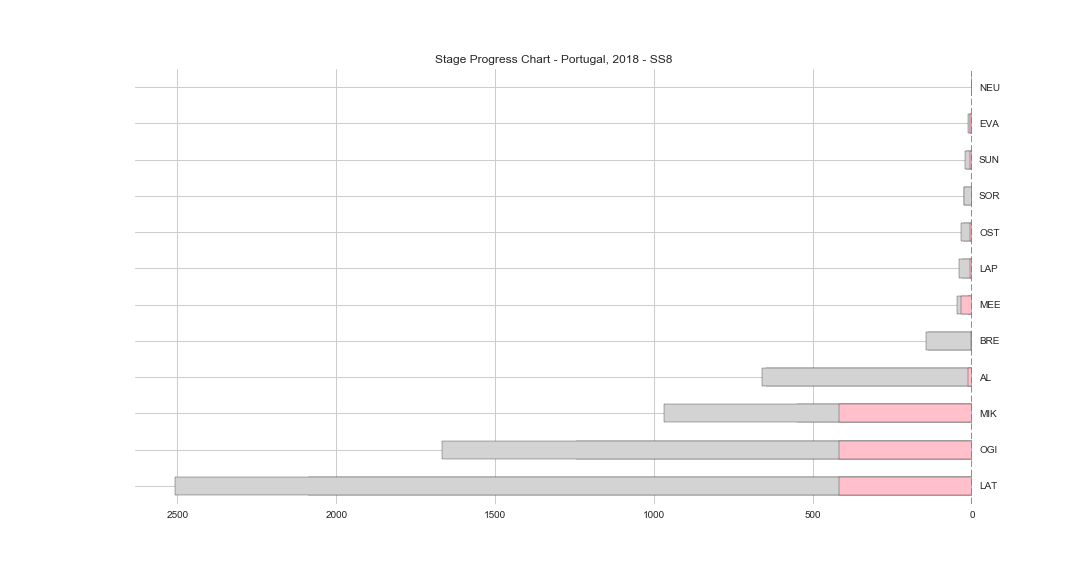 Stage Progress Chart - Portugal, 2018 - SS8
NEU
EVA
SUN
SOR
OST
LAP
MEE
BRE
AL
MIK
OGI
LAT
2500 2000 1500 1000 500 0